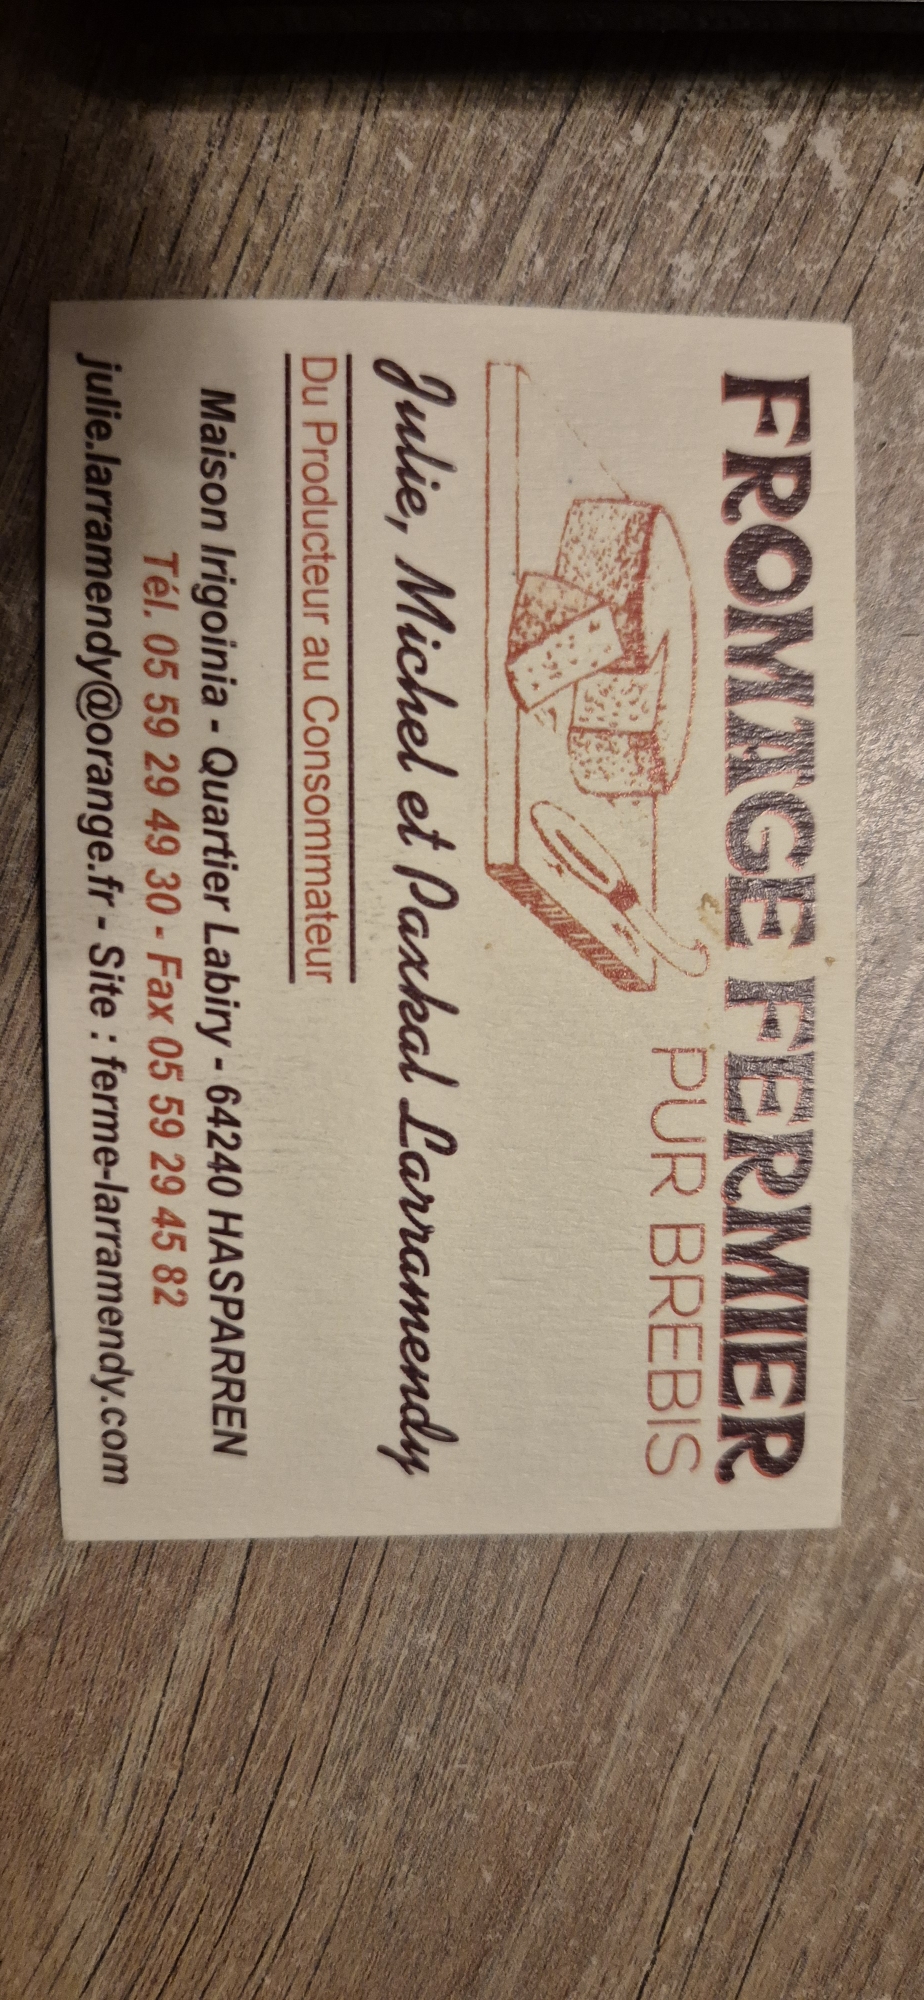 FROMAGE FERMIER
PUR BREBIS
Julie, Michel et Paxkal Larramendy
Du Producteur au Consommateur
Maison Irigoinia - Quartier Labiry - 64240 HASPARREN
Tél. 05 59 29 49 30 - Fax 05 59 29 45 82
julie.larramendy@orange.fr - Site : ferme-larramendy.com